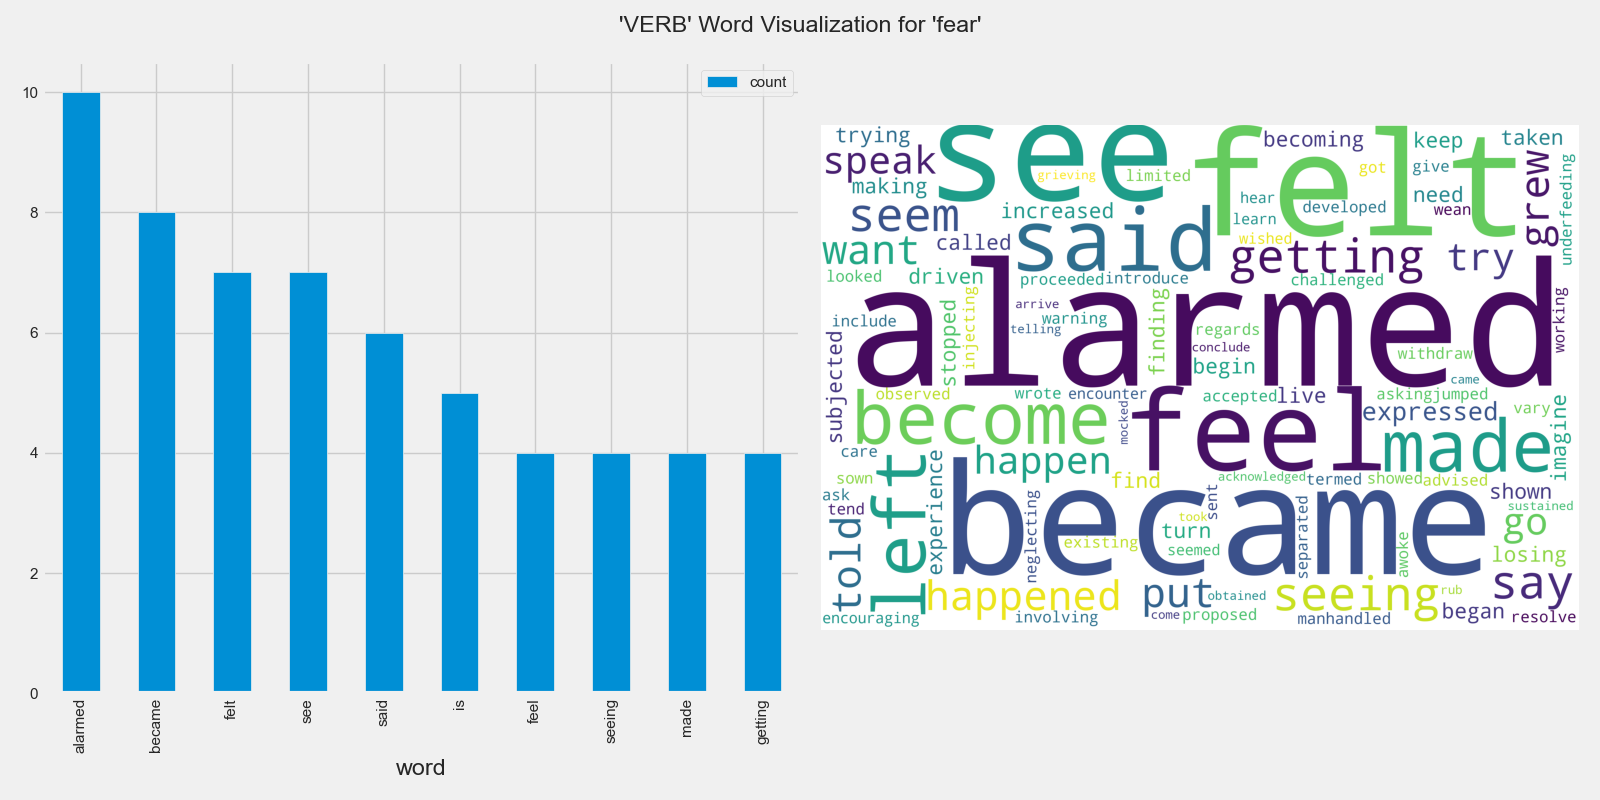 'VERB' Word Visualization for 'fear'
count
10
8
6
4
2
0
alarmed
became
felt
see
said
is
feel
seeing
made
getting
word
trying
see
felt
becoming
keep
taken
speak
grieving
limited
got
give
grew
underfeeding
making
hear
need
seem
increased
learn
developed
wean
said
want
called
wished
getting
try
looked
driven
proceeded
introduce
challenged
alarmed
include
stopped
injecting
arrive
warning
telling
finding
regards
conclude
working
subjected
begin
withdraw
came
observed
wrote
encounter
accepted
live
asking
jumped
become
mocked
feel
expressed
vary
made
imagine
care
left
experience
happen
sown
find
acknowledged
termed
showed
advised
ask
tend
became
shown
sustained
told
neglecting
took
sent
turn
separated
go
existing
seemed
awoke
losing
happened
put
obtained
seeing
rub
say
encouraging
involving
come
proposed
manhandled
began
resolve